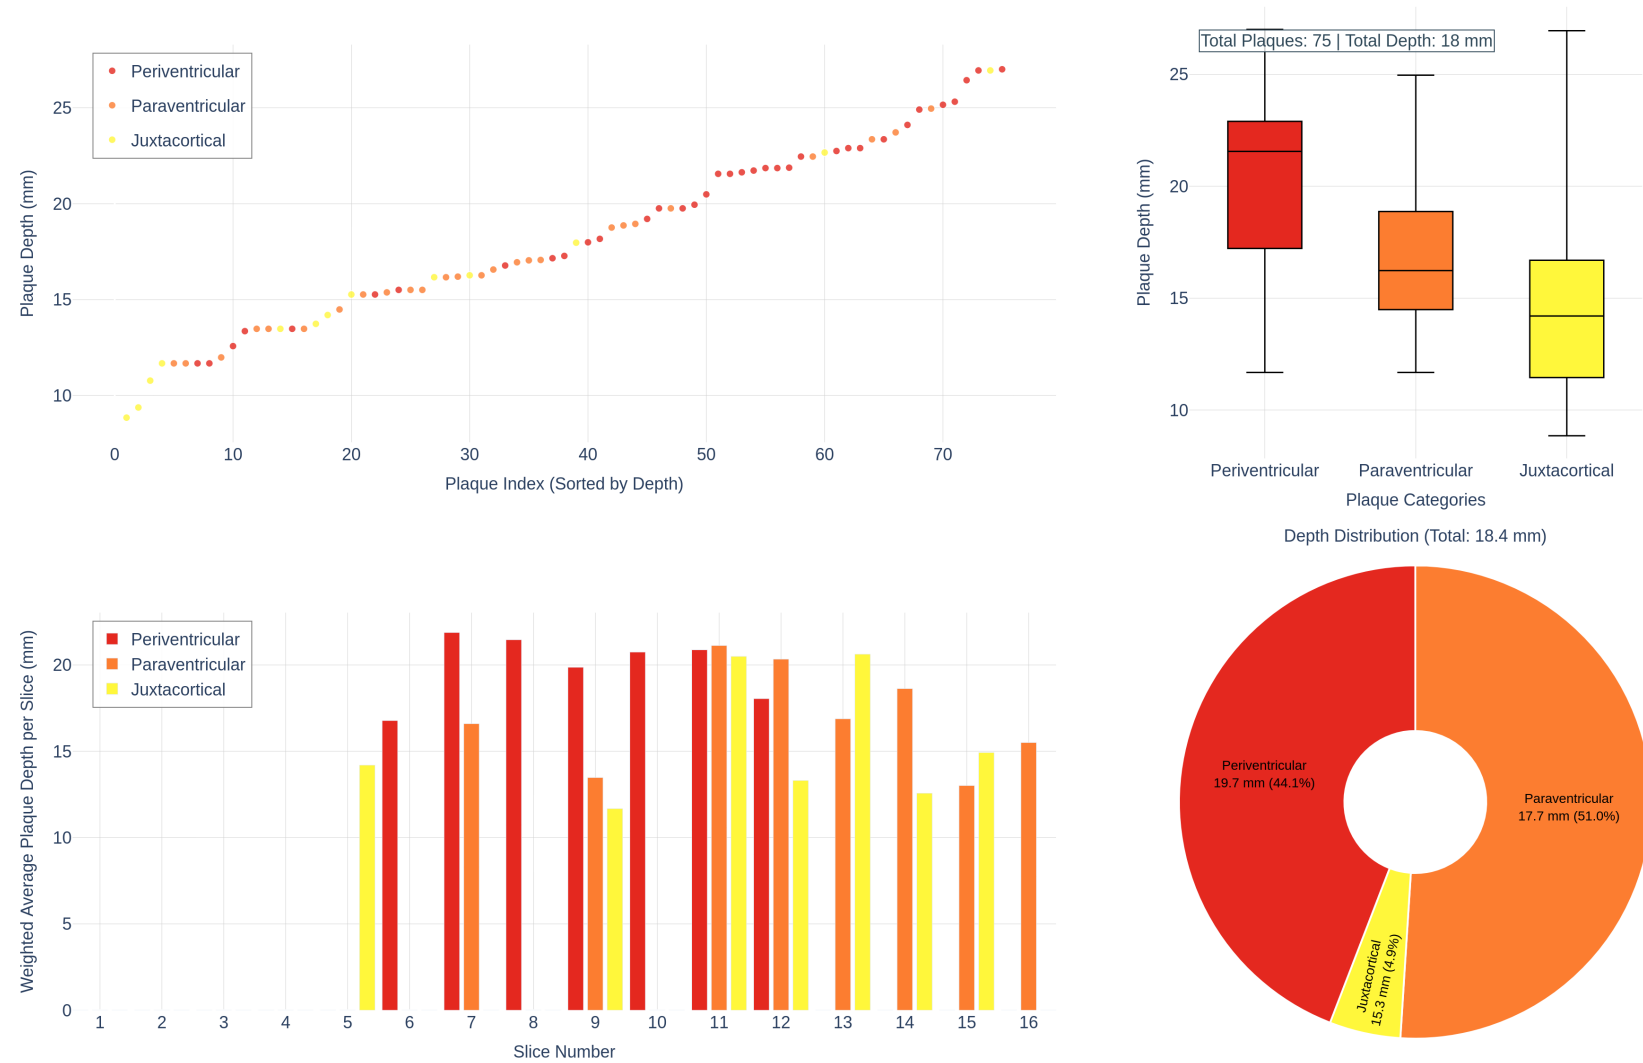 Periventricular
Paraventricular
Juxtacortical
25
20
15
10
0 10 20 30 40 50 60 70
Plaque Index (Sorted by Depth)
Plaque Depth (mm)
Total Plaques: 75 | Total Depth: 18 mm
25
20
15
10
Periventricular Paraventricular Juxtacortical
Plaque Categories
Plaque Depth (mm)
Periventricular
Paraventricular
Juxtacortical
20
15
10
5
0
1 2 3 4 5 6 7 8 9 10 11 12 13 14 15 16
Slice Number
Weighted Average Plaque Depth per Slice (mm)
Depth Distribution (Total: 18.4 mm)
Periventricular
19.7 mm (44.1%)
Paraventricular
17.7 mm (51.0%)
Juxtacortical
15.3 mm (4.9%)